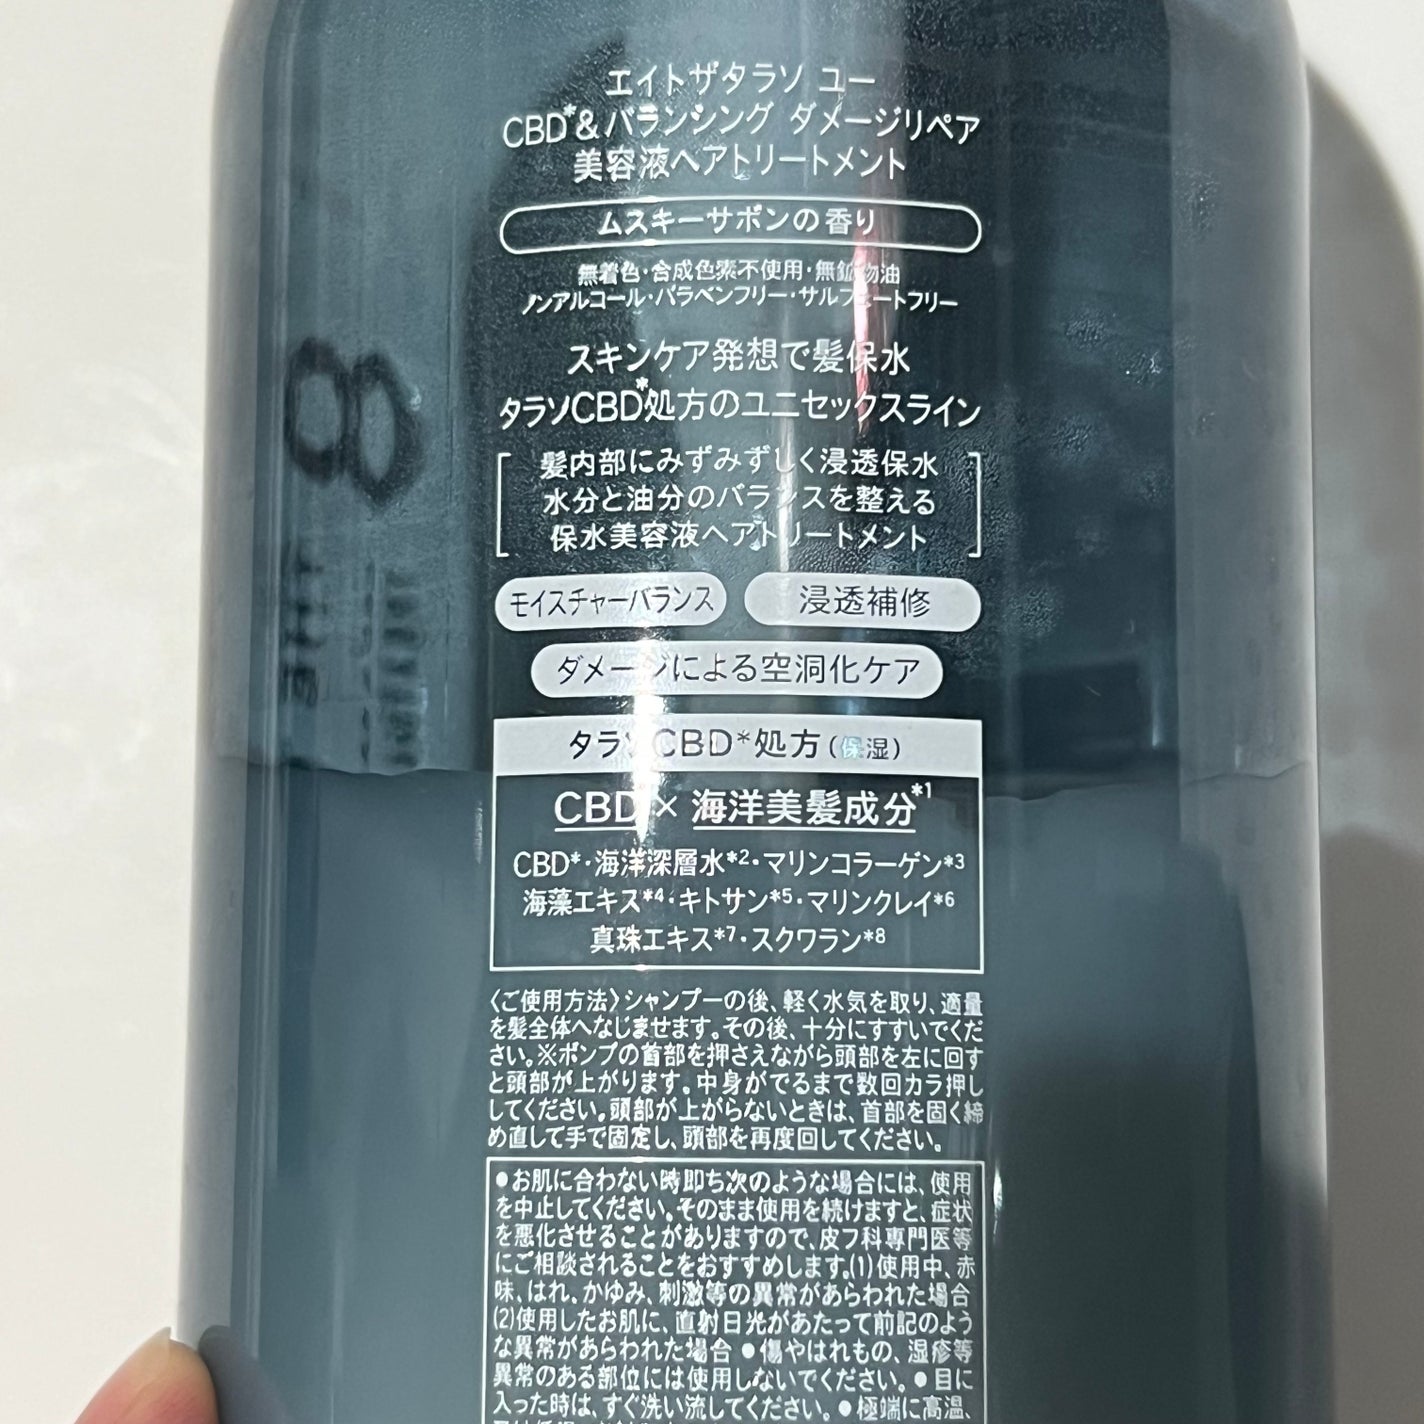 エイトザタラソ ユー
CBD*&バランシング ダメージリペア
美容液ヘアトリートメント
ムスキーサボンの香り
無着色・合成色素不使用・無鉱物油
ノンアルコール・パラベンフリー・サルフェートフリー
スキンケア発想で髪保水
タラソCBD*処方のユニセックスライン
髪内部にみずみずしく浸透保水
水分と油分のバランスを整える
保水美容液ヘアトリートメント
モイスチャーバランス 浸透補修
ダメージによる空洞化ケア
タラソCBD*処方(保湿)
CBD*×海洋美髪成分*1
CBD*・海洋深層水*2・マリンコラーゲン*3
海藻エキス*4・キトサン*5・マリンクレイ*6
真珠エキス*7・スクワラン*8
〈ご使用方法〉シャンプーの後、軽く水気を取り、適量
を髪全体へなじませます。その後、十分にすすいでくだ
さい。※ポンプの首部を押さえながら頭部を左に回す
と頭部が上がります。中身がでるまで数回カラ押し
してください。頭部が上がらないときは、首部を固く締
め直して手で固定し、頭部を再度回してください。
●お肌に合わない時即ち次のような場合には、使用
を中止してください。そのまま使用を続けますと、症状
を悪化させることがありますので、皮フ科専門医等
にご相談されることをおすすめします。(1)使用中、赤
味、はれ、かゆみ、刺激等の異常があらわれた場合
(2)使用したお肌に、直射日光があたって前記のよう
な異常があらわれた場合 ●傷やはれもの、湿疹等
異常のある部位には使用しないでください。●目に
入った時は、すぐ洗い流してください。●極端に高温、
8
THE